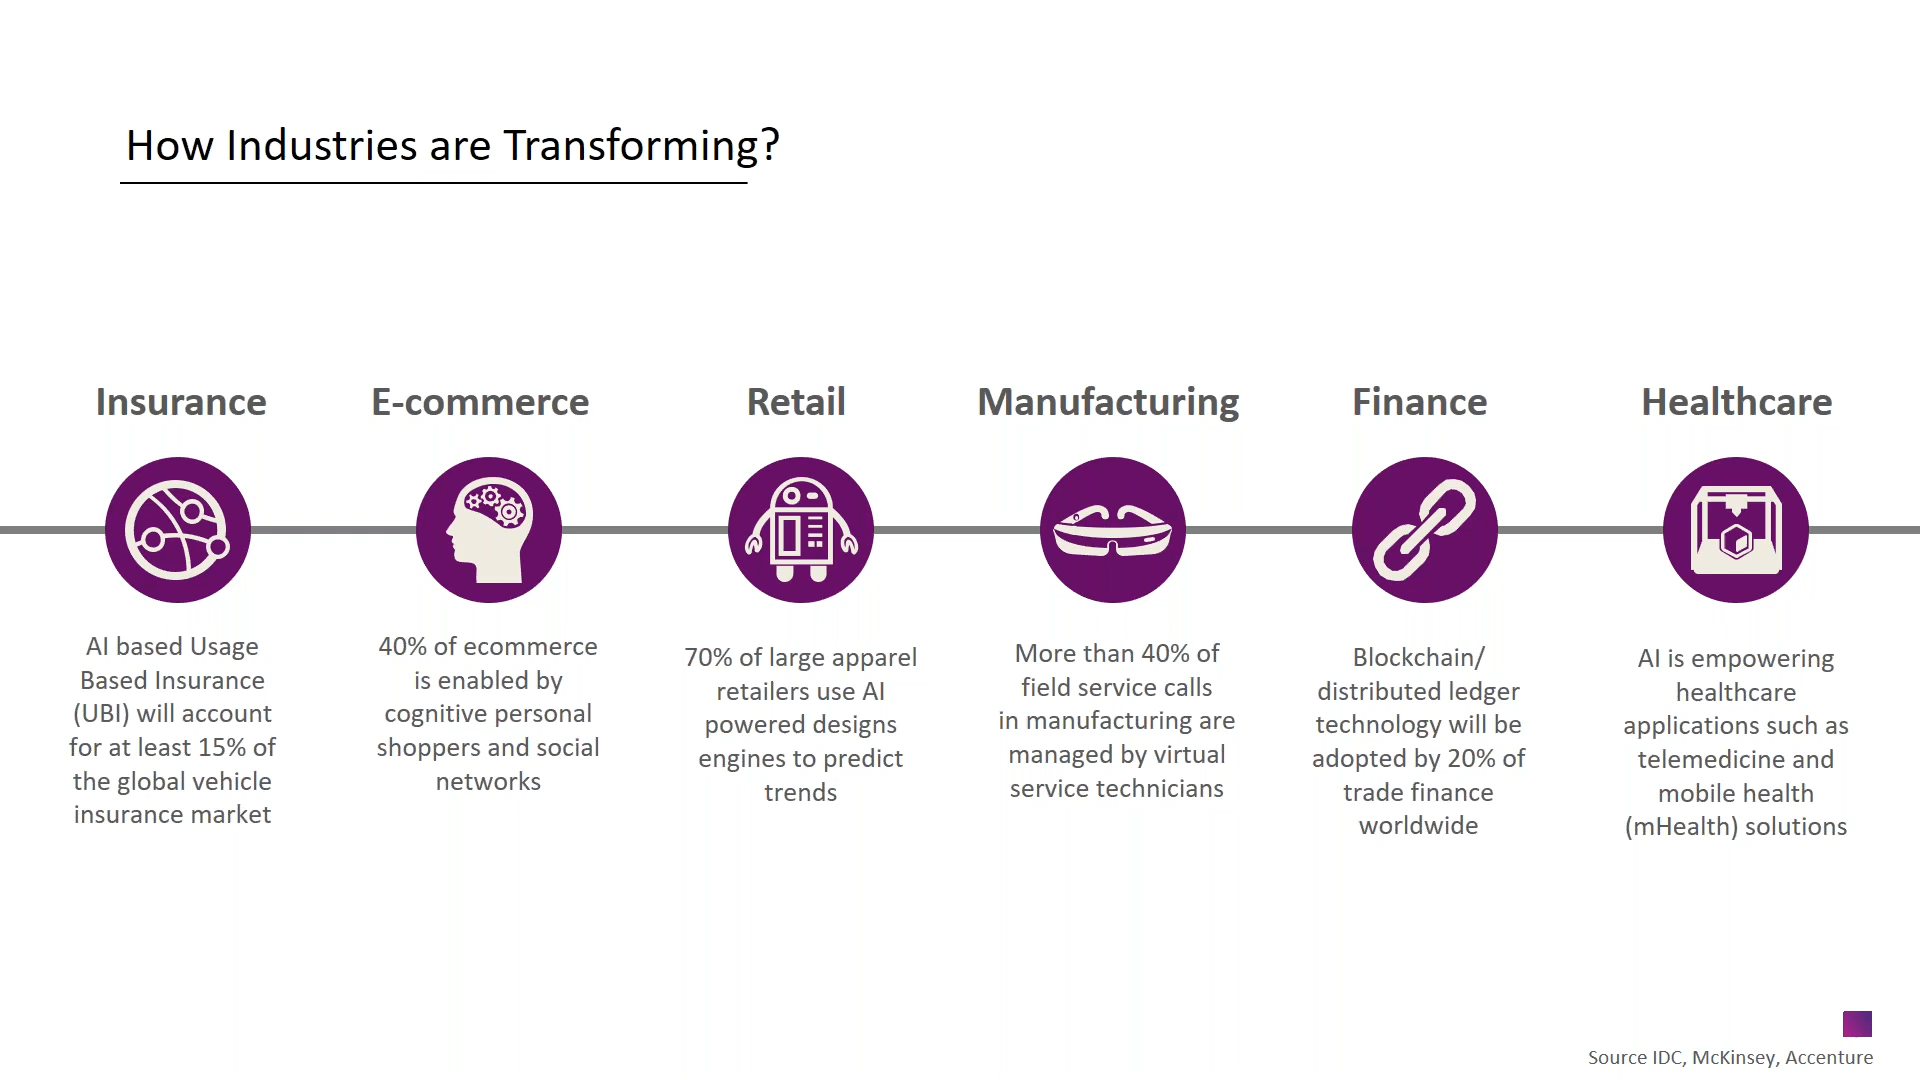 How Industries are Transforming?
Insurance
AI based Usage
Based Insurance
(UBI) will account
for at least 15% of
the global vehicle
insurance market
E-commerce
40% of ecommerce
is enabled by
cognitive personal
shoppers and social
networks
Retail
70% of large apparel
retailers use AI
powered designs
engines to predict
trends
Manufacturing
More than 40% of
field service calls
in manufacturing are
managed by virtual
service technicians
Finance
Blockchain/
distributed ledger
technology will be
adopted by 20% of
trade finance
worldwide
Healthcare
AI is empowering
healthcare
applications such as
telemedicine and
mobile health
(mHealth) solutions
Source IDC, McKinsey, Accenture